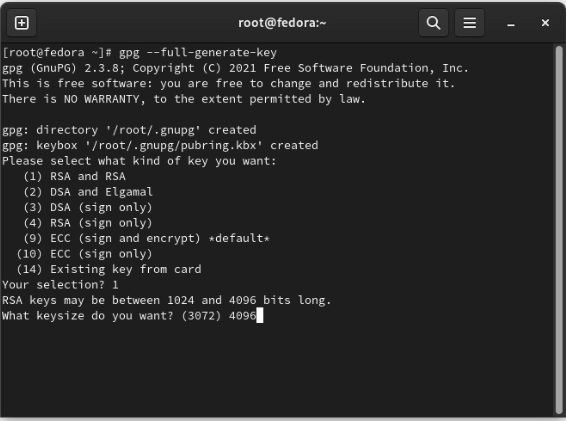 root@fedora:~
[root@fedora ~]# gpg --full-generate-key
gpg (GnuPG) 2.3.8; Copyright (C) 2021 Free Software Foundation, Inc.
This is free software: you are free to change and redistribute it.
There is NO WARRANTY, to the extent permitted by law.

gpg: directory '/root/.gnupg' created
gpg: keybox '/root/.gnupg/pubring.kbx' created
Please select what kind of key you want:
   (1) RSA and RSA
   (2) DSA and Elgamal
   (3) DSA (sign only)
   (4) RSA (sign only)
   (9) ECC (sign and encrypt) *default*
  (10) ECC (sign only)
  (14) Existing key from card
Your selection? 1
RSA keys may be between 1024 and 4096 bits long.
What keysize do you want? (3072) 4096